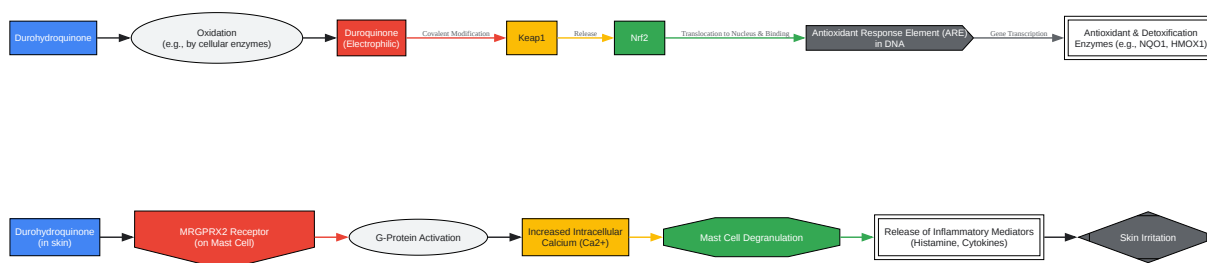 Durohydroquinone
Oxidation
(e.g., by cellular enzymes)
Duroquinone
(Electrophilic)
Covalent Modification
Keap1
Release
Nrf2
Translocation to Nucleus & Binding
Antioxidant Response Element (ARE)
in DNA
Gene Transcription
Antioxidant & Detoxification
Enzymes (e.g., NQO1, HMOX1)
Durohydroquinone
(in skin)
MRGPRX2 Receptor
(on Mast Cell)
G-Protein Activation
Increased Intracellular
Calcium (Ca2+)
Mast Cell Degranulation
Release of Inflammatory Mediators
(Histamine, Cytokines)
Skin Irritation